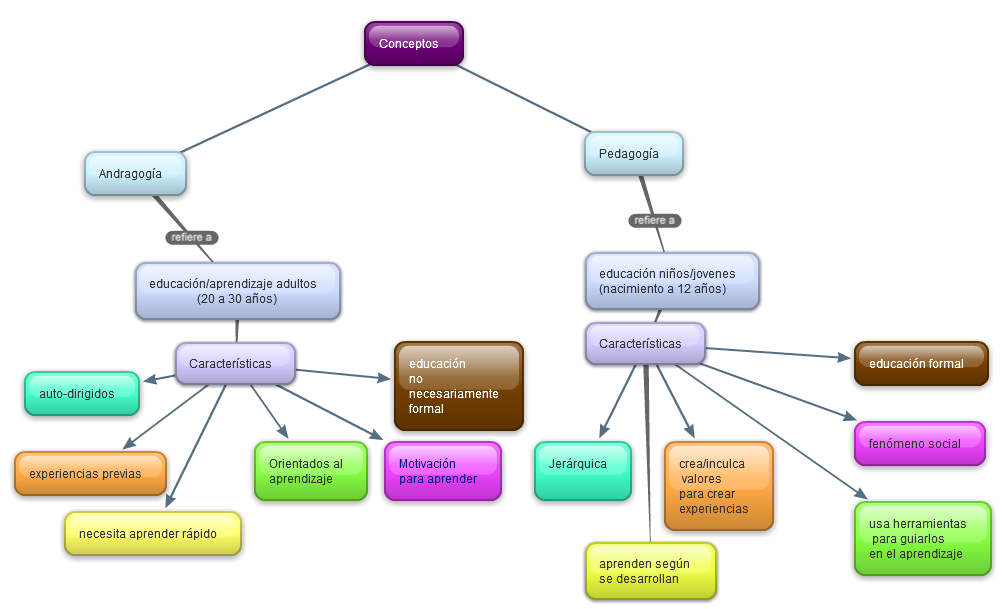 Conceptos
Andragogía
refiere a
educación/aprendizaje adultos
(20 a 30 años)
Características
auto-dirigidos
experiencias previas
necesita aprender rápido
Orientados al
aprendizaje
Motivación
para aprender
educación
no
necesariamente
formal
Pedagogía
refiere a
educación niños/jovenes
(nacimiento a 12 años)
Características
Jerárquica
aprenden según
se desarrollan
crea/inculca
valores
para crear
experiencias
usa herramientas
para guiarlos
en el aprendizaje
fenómeno social
educación formal